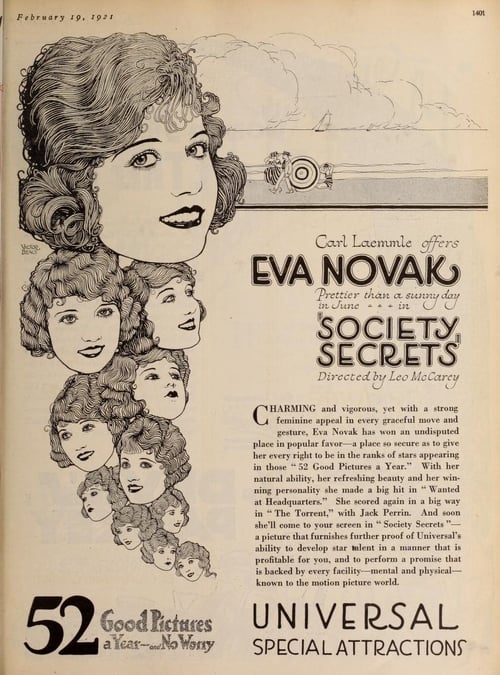 February 19, 1921
1401
VICTOR
BENO'T
Carl Laemmle offers
EVA NOVAK
Prettier than a sunny day
in June - - - in
"SOCIETY
SECRETS"
Directed by Leo McCarey
CHARMING and vigorous, yet with a strong
feminine appeal in every graceful move and
gesture, Eva Novak has won an undisputed
place in popular favor—a place so secure as to give
her every right to be in the ranks of stars appearing
in those "52 Good Pictures a Year." With her
natural ability, her refreshing beauty and her win-
ning personality she made a big hit in "Wanted
at Headquarters." She scored again in a big way
in "The Torrent," with Jack Perrin. And soon
she'll come to your screen in "Society Secrets"—
a picture that furnishes further proof of Universal's
ability to develop star talent in a manner that is
profitable for you, and to perform a promise that
is backed by every facility—mental and physical—
known to the motion picture world.
52 Good Pictures
a Year—and No Worry
UNIVERSAL
SPECIAL ATTRACTIONS